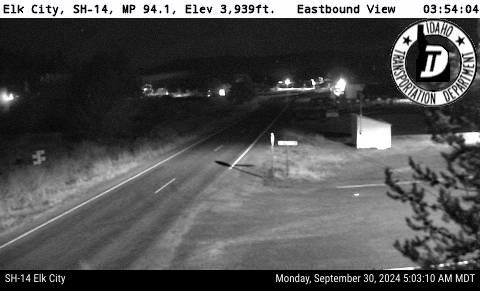 Elk City, SH-14, MP 94.1, Elev 3,939ft. Eastbound View 03:54:04
IDAHO
TRANSPORTATION DEPARTMENT
SH-14 Elk City Monday, September 30, 2024 5:03:10 AM MDT